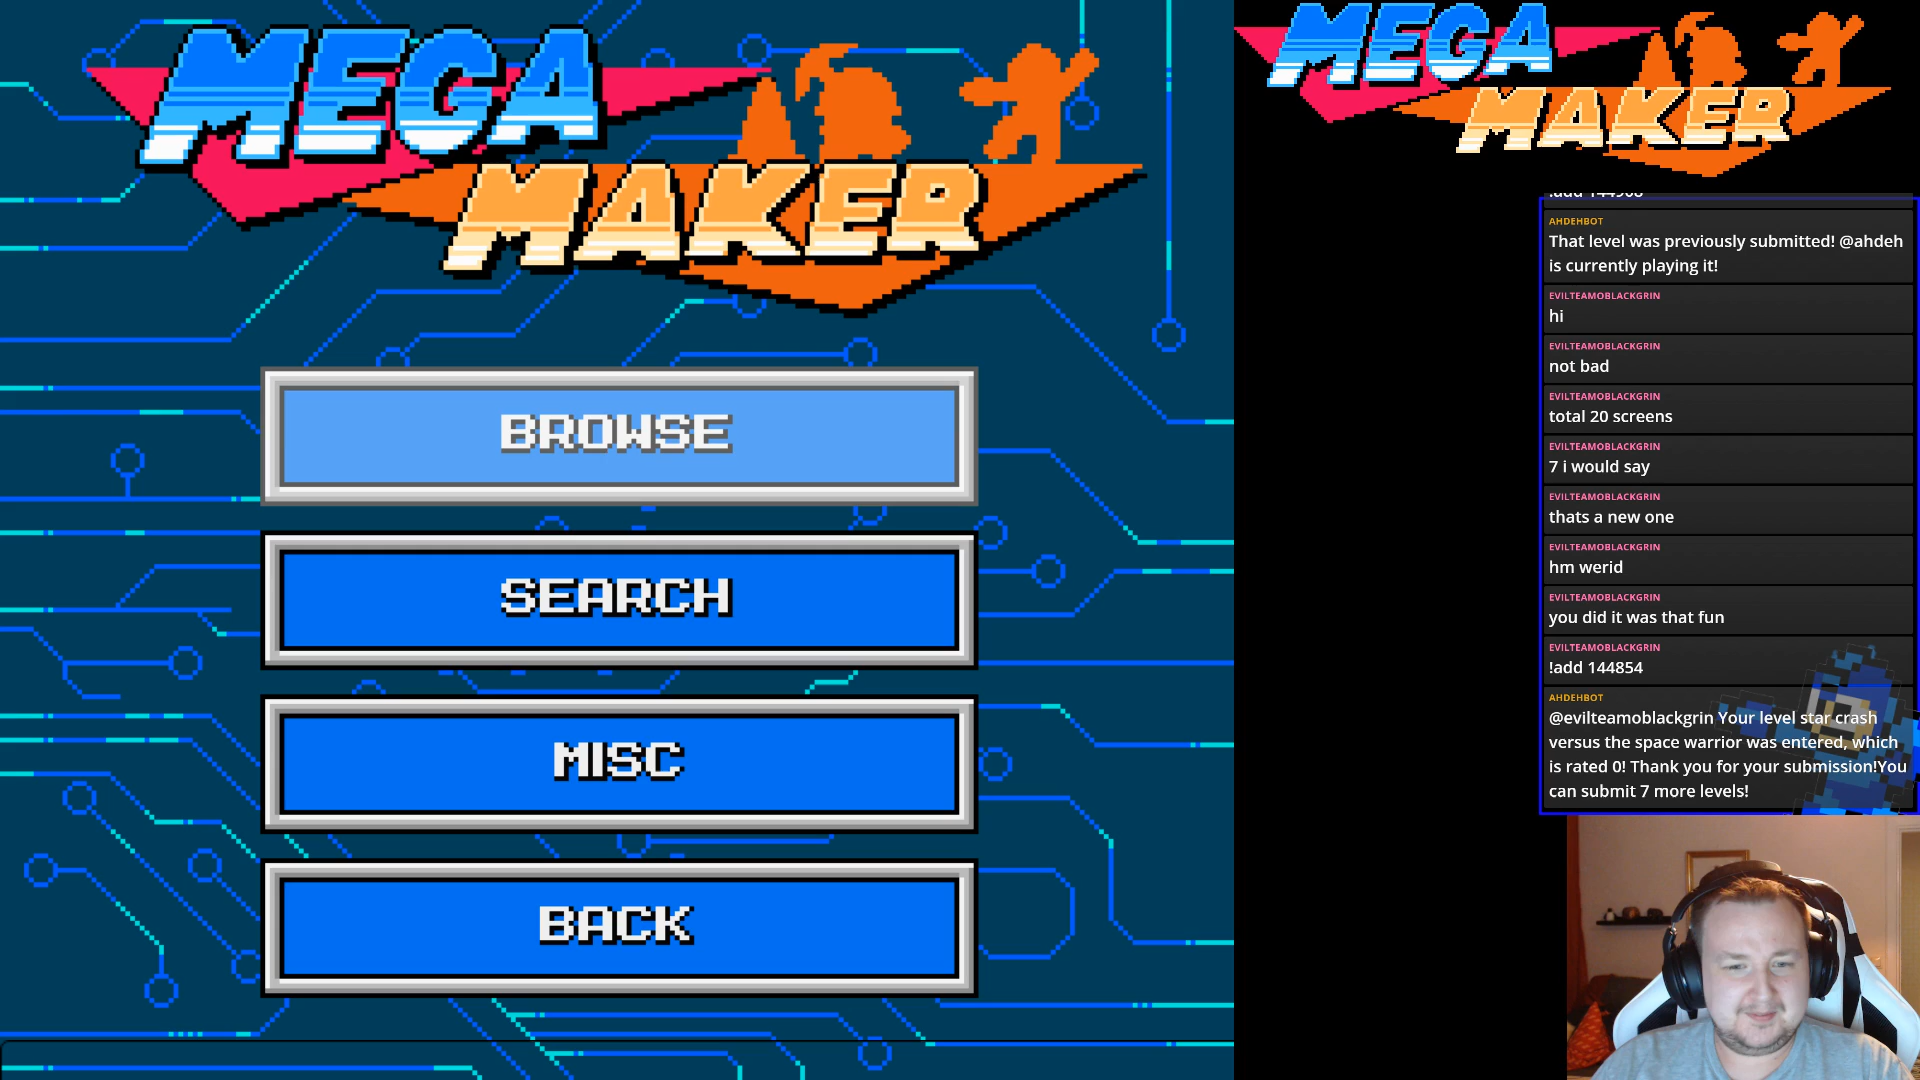 MEGA
MAKER
BROWSE
SEARCH
MISC
BACK
MEGA
MAKER
!add 144908
AHDEHBOT
That level was previously submitted! @ahdeh
is currently playing it!
EVILTEAMOBLACKGRIN
hi
EVILTEAMOBLACKGRIN
not bad
EVILTEAMOBLACKGRIN
total 20 screens
EVILTEAMOBLACKGRIN
7 i would say
EVILTEAMOBLACKGRIN
thats a new one
EVILTEAMOBLACKGRIN
hm werid
EVILTEAMOBLACKGRIN
you did it was that fun
EVILTEAMOBLACKGRIN
!add 144854
AHDEHBOT
@evilteamoblackgrin Your level star crash
versus the space warrior was entered, which
is rated 0! Thank you for your submission!You
can submit 7 more levels!